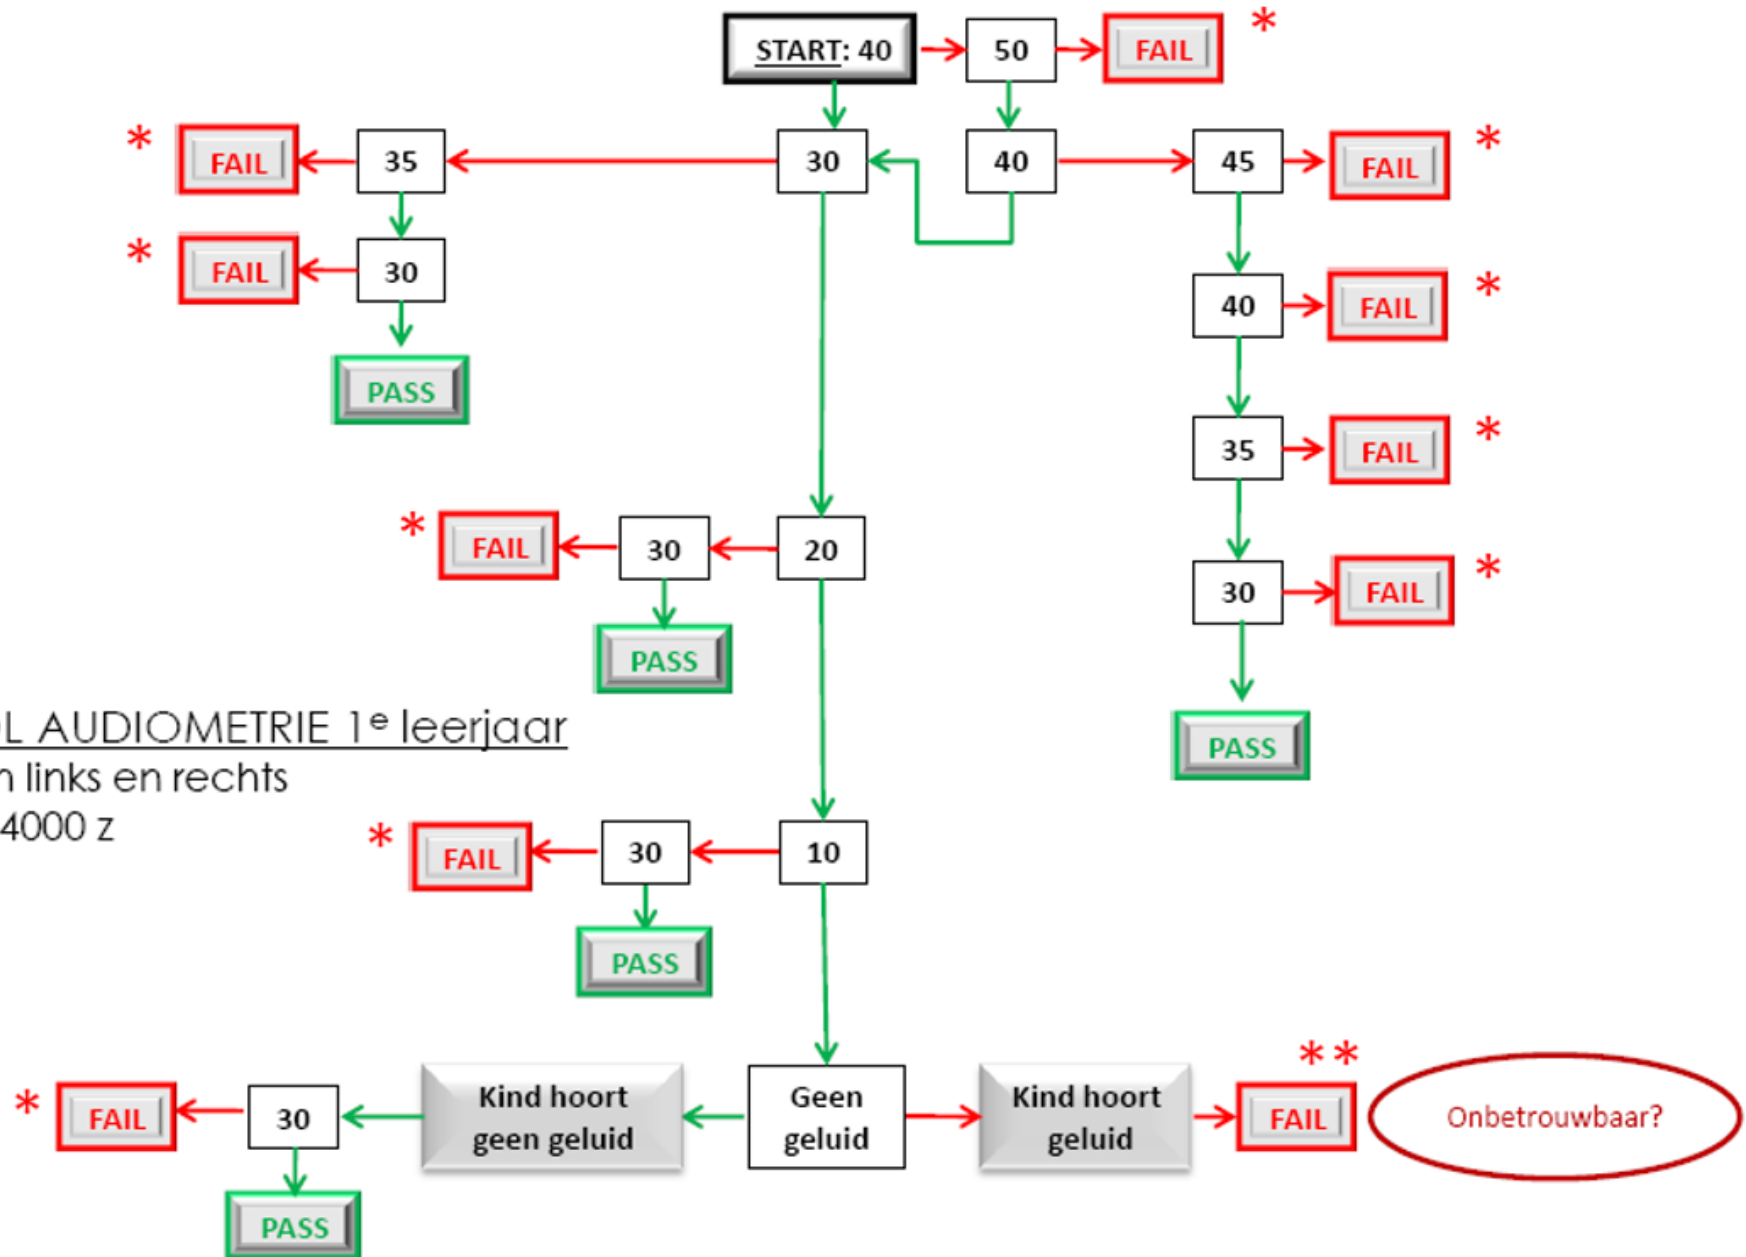 START: 40
50
FAIL
*
*
FAIL
35
30
40
45
FAIL
*
*
FAIL
30
40
FAIL
*
PASS
35
FAIL
*
*
FAIL
30
20
30
FAIL
*
PASS
PASS
L AUDIOMETRIE 1e leerjaar
links en rechts
4000 z
*
FAIL
30
10
PASS
*
FAIL
30
Kind hoort
geen geluid
Geen
geluid
Kind hoort
geluid
**
FAIL
Onbetrouwbaar?
PASS